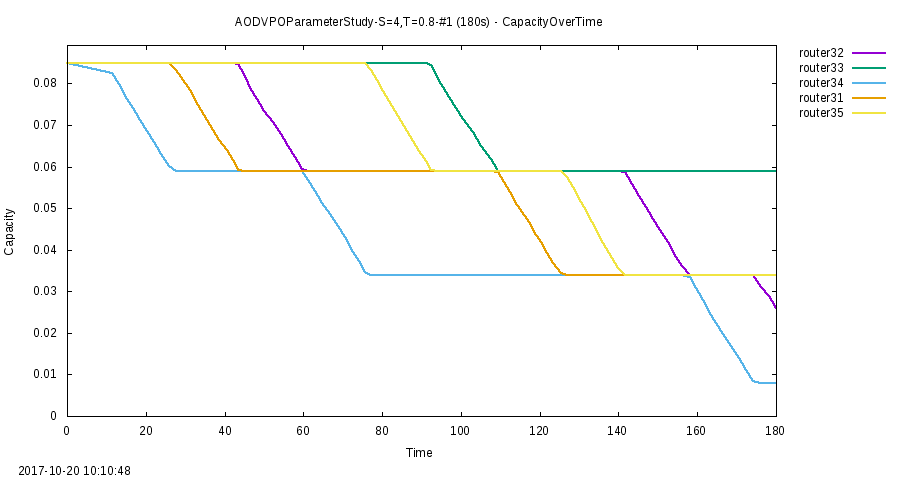 AODVPOParameterStudy-S=4,T=0.8-#1 (180s) - CapacityOverTime
router32
router33
router34
router31
router35
0.08
0.07
0.06
0.05
0.04
0.03
0.02
0.01
0
Capacity
0 20 40 60 80 100 120 140 160 180
Time
2017-10-20 10:10:48